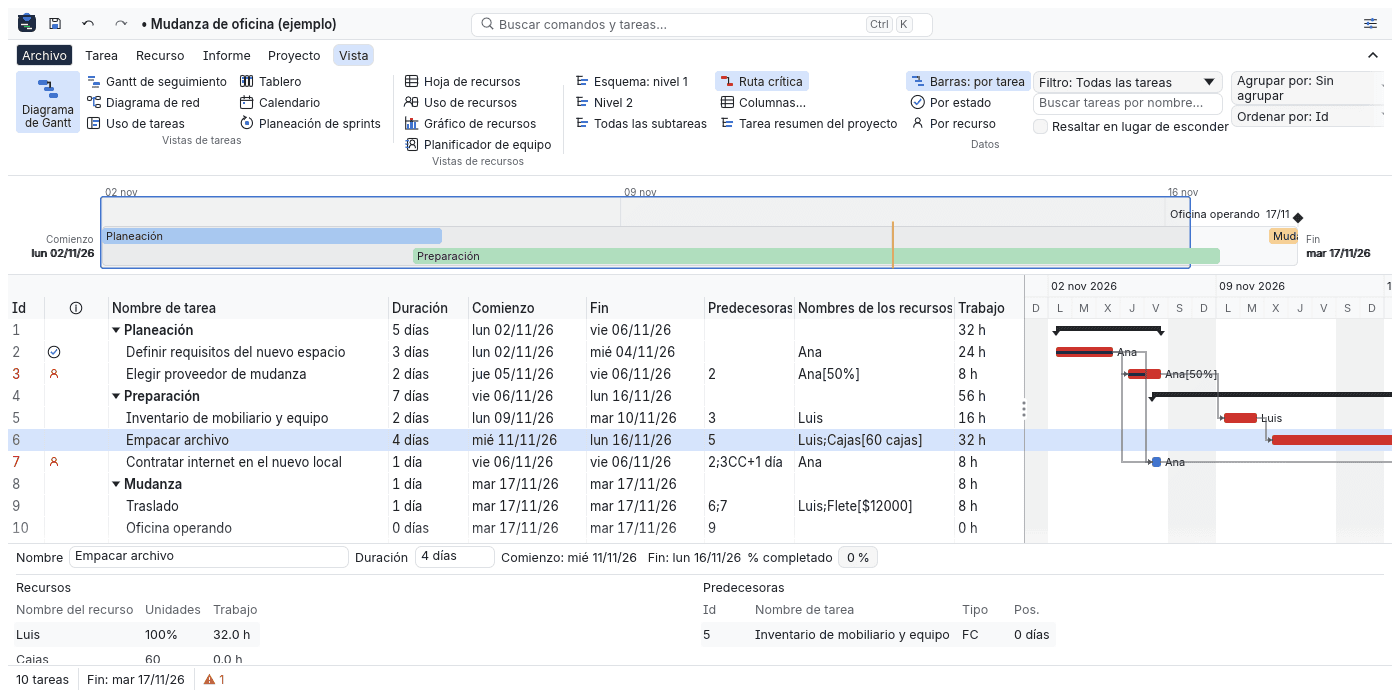 • Mudanza de oficina (ejemplo)
Buscar comandos y tareas... Ctrl K
Archivo Tarea Recurso Informe Proyecto Vista
Diagrama de Gantt
Gantt de seguimiento
Diagrama de red
Uso de tareas
Tablero
Calendario
Planeación de sprints
Vistas de tareas
Hoja de recursos
Uso de recursos
Gráfico de recursos
Planificador de equipo
Vistas de recursos
Esquema: nivel 1
Nivel 2
Todas las subtareas
Ruta crítica
Columnas...
Tarea resumen del proyecto
Barras: por tarea
Por estado
Por recurso
Filtro: Todas las tareas
Buscar tareas por nombre...
Resaltar en lugar de esconder
Datos
Agrupar por: Sin agrupar
Ordenar por: Id
02 nov 09 nov 16 nov
Oficina operando 17/11
Comienzo
lun 02/11/26
Planeación
Preparación
Muda
Fin
mar 17/11/26
02 nov 2026 09 nov 2026 1
Id Nombre de tarea Duración Comienzo Fin Predecesoras Nombres de los recursos Trabajo
D L M X J V S D L M X J V S D
1 Planeación 5 días lun 02/11/26 vie 06/11/26 32 h
2 Definir requisitos del nuevo espacio 3 días lun 02/11/26 mié 04/11/26 Ana 24 h Ana
3 Elegir proveedor de mudanza 2 días jue 05/11/26 vie 06/11/26 2 Ana[50%] 8 h Ana[50%]
4 Preparación 7 días vie 06/11/26 lun 16/11/26 56 h
5 Inventario de mobiliario y equipo 2 días lun 09/11/26 mar 10/11/26 3 Luis 16 h Luis
6 Empacar archivo 4 días mié 11/11/26 lun 16/11/26 5 Luis;Cajas[60 cajas] 32 h
7 Contratar internet en el nuevo local 1 día vie 06/11/26 vie 06/11/26 2;3CC+1 día Ana 8 h Ana
8 Mudanza 1 día mar 17/11/26 mar 17/11/26 8 h
9 Traslado 1 día mar 17/11/26 mar 17/11/26 6;7 Luis;Flete[$12000] 8 h
10 Oficina operando 0 días mar 17/11/26 mar 17/11/26 9 0 h
Nombre Empacar archivo Duración 4 días Comienzo: mié 11/11/26 Fin: lun 16/11/26 % completado 0 %
Recursos
Nombre del recurso Unidades Trabajo
Luis 100% 32.0 h
Cajas 60 0.0 h
Predecesoras
Id Nombre de tarea Tipo Pos.
5 Inventario de mobiliario y equipo FC 0 días
10 tareas Fin: mar 17/11/26 1